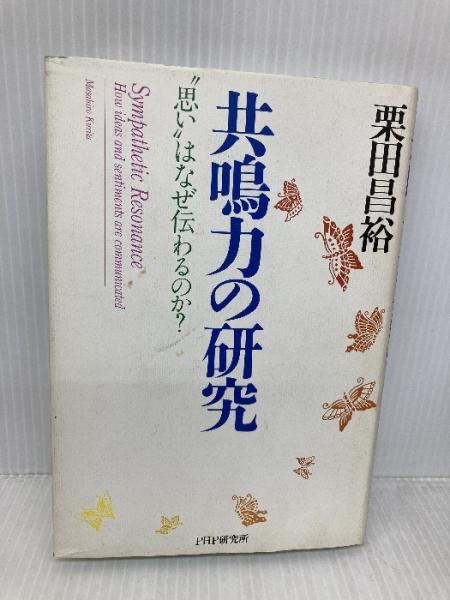 栗田昌裕
共鳴力の研究
〝思い〟はなぜ伝わるのか?
Sympathetic Resonance
How ideas and sentiments are communicated
Masahiro Kurita
PHP研究所